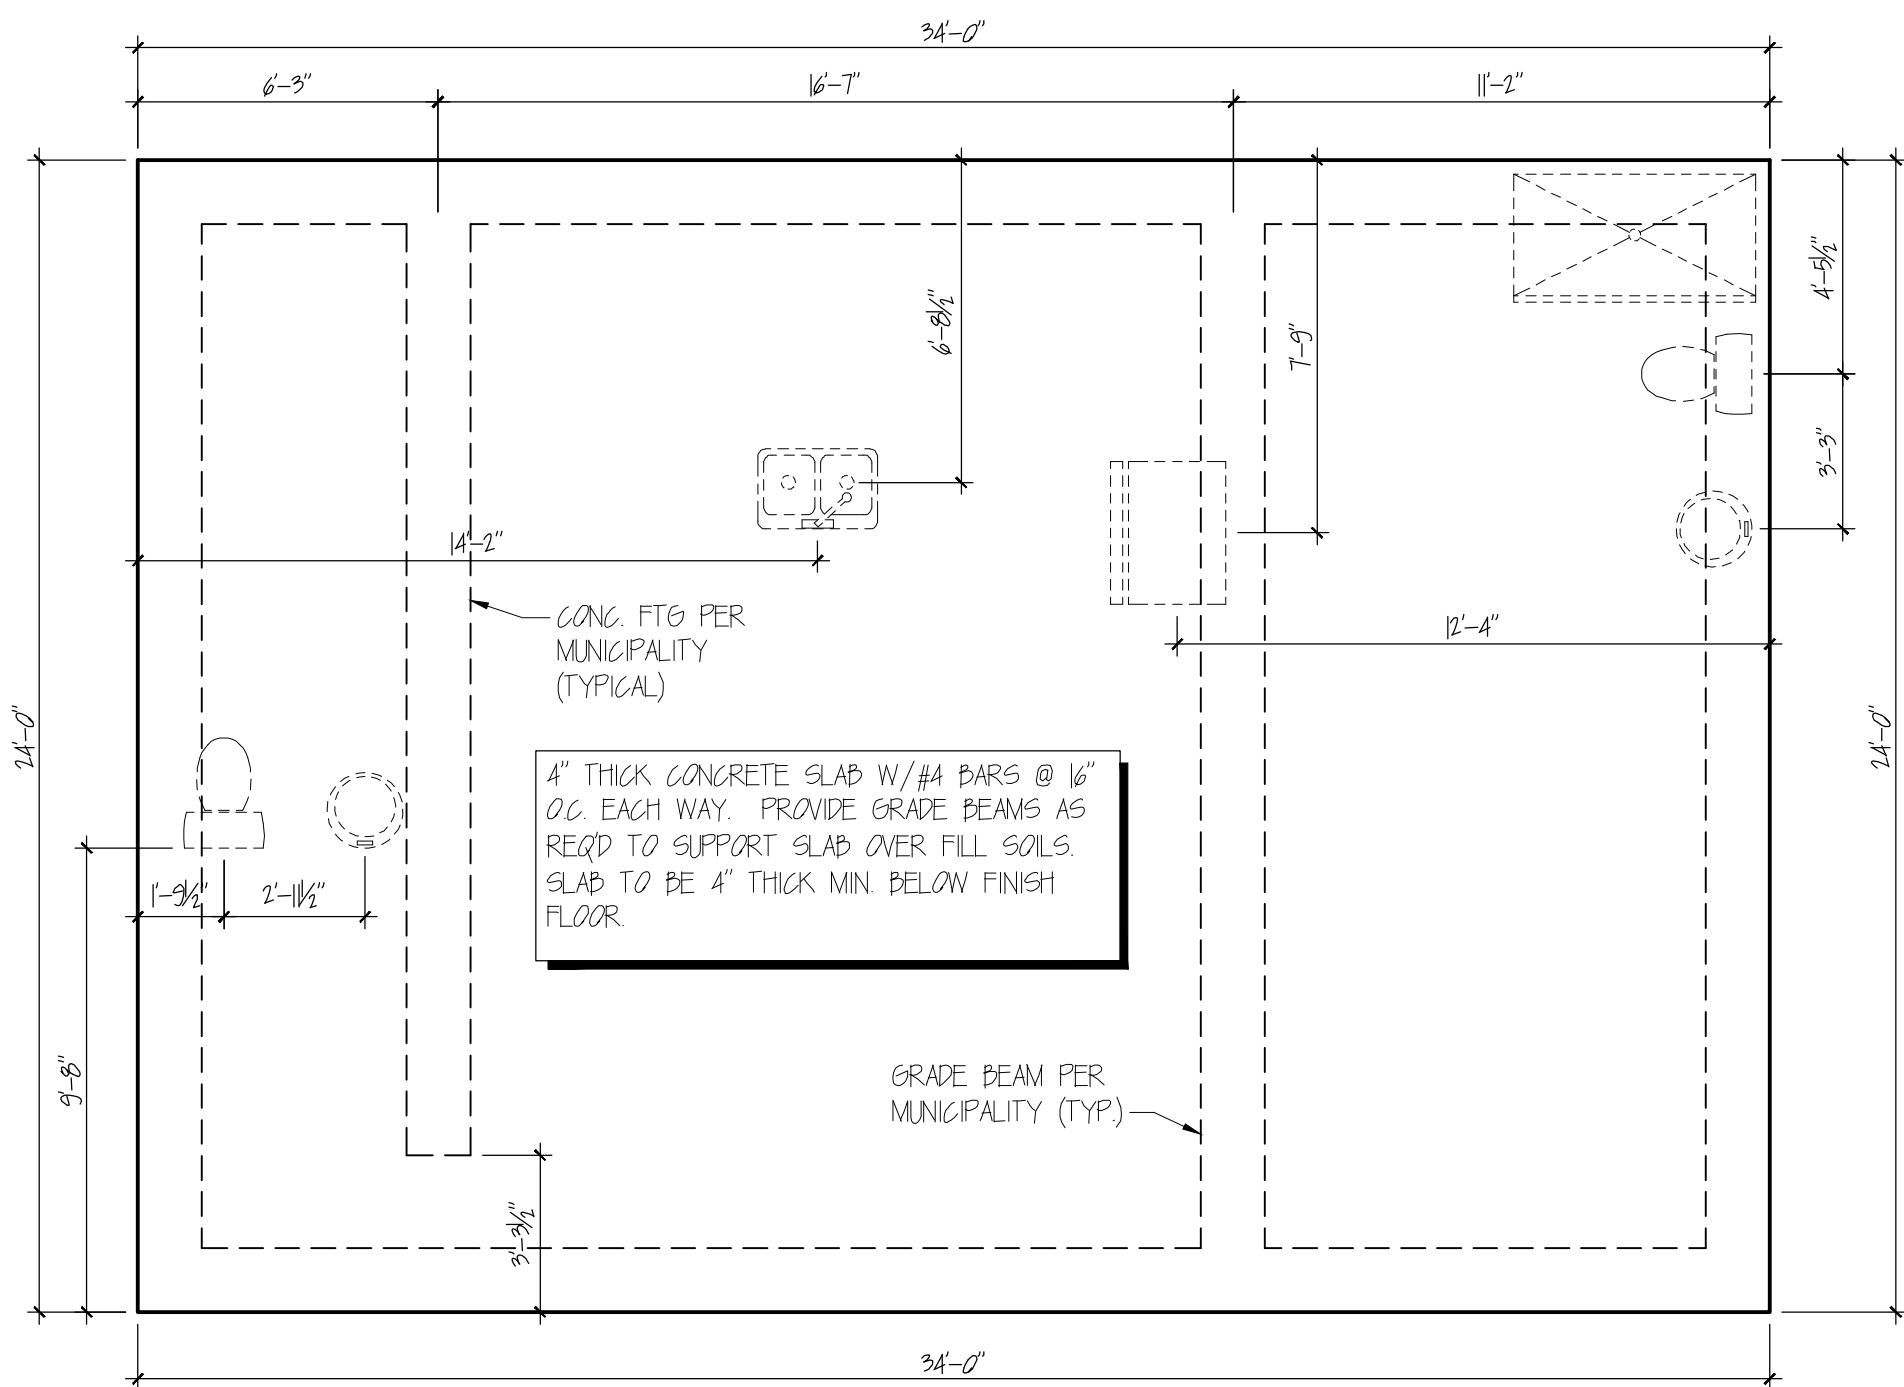 34'-0"
6'-3"
16'-7"
11'-2"
4'-5½"
6'-8½"
7'-9"
3'-3"
14'-2"
CONC. FTG PER
MUNICIPALITY
(TYPICAL)
12'-4"
24'-0"
24'-0"
4" THICK CONCRETE SLAB W/#4 BARS @ 16"
O.C. EACH WAY. PROVIDE GRADE BEAMS AS
REQ'D TO SUPPORT SLAB OVER FILL SOILS.
SLAB TO BE 4" THICK MIN. BELOW FINISH
FLOOR.
1'-9½"
2'-11½"
9'-8"
GRADE BEAM PER
MUNICIPALITY (TYP.)
3'-3½"
34'-0"